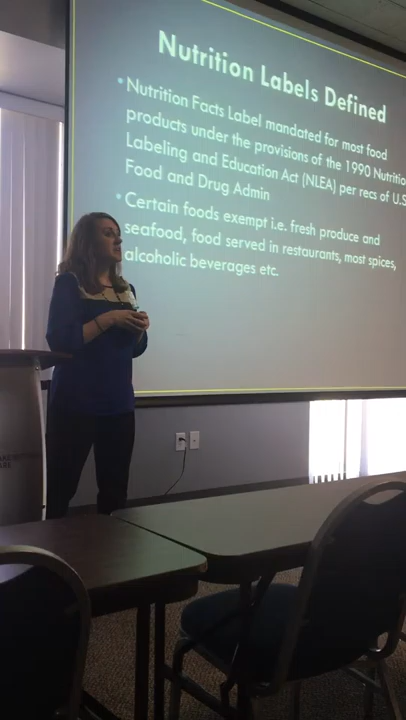 Nutrition Labels Defined
• Nutrition Facts Label mandated for most food
products under the provisions of the 1990 Nutrition
Labeling and Education Act (NLEA) per recs of U.S
Food and Drug Admin
• Certain foods exempt i.e. fresh produce and
seafood, food served in restaurants, most spices,
alcoholic beverages etc.